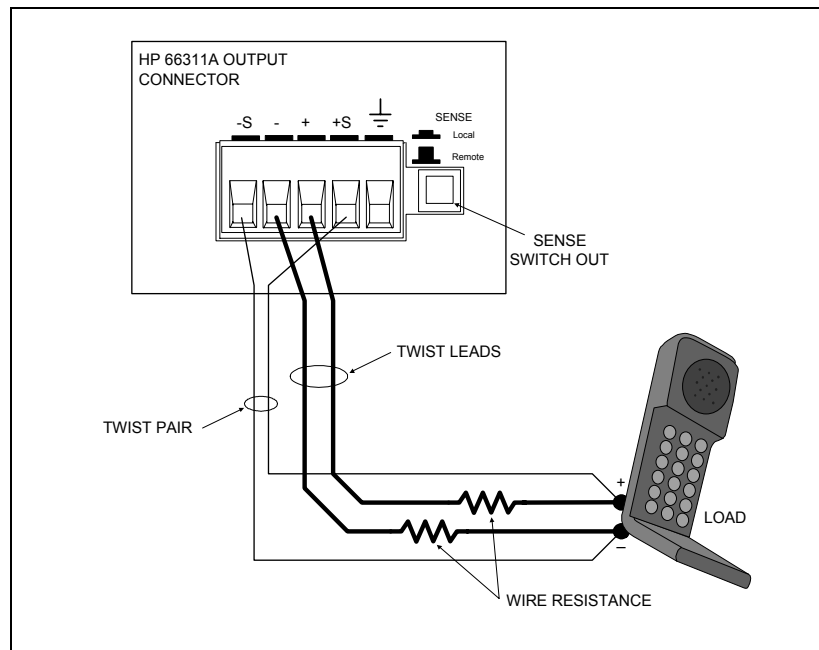 HP 66311A OUTPUT
CONNECTOR
-S - + +S
SENSE
Local
Remote
SENSE
SWITCH OUT
TWIST LEADS
TWIST PAIR
+
LOAD
–
WIRE RESISTANCE